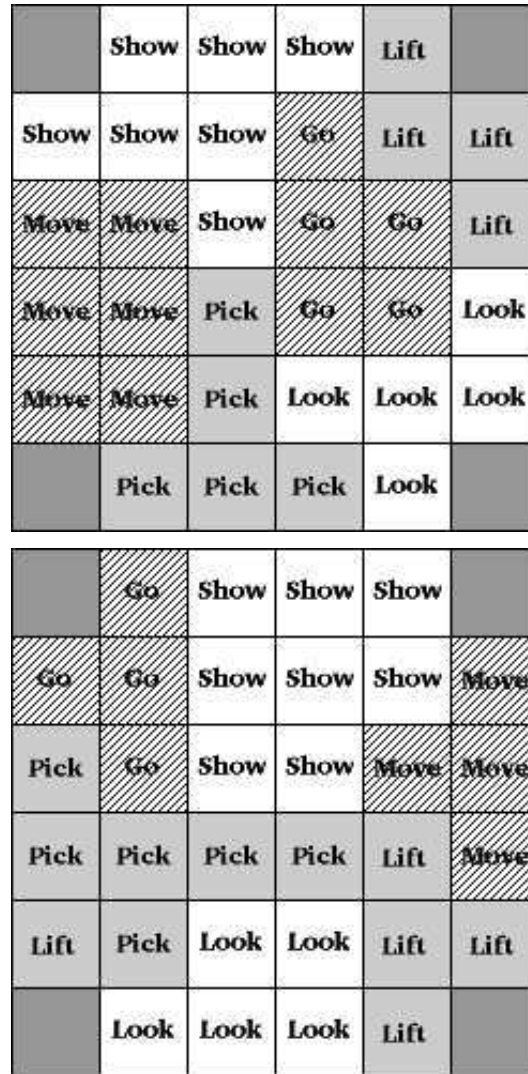 Show Show Show Lift
Show Show Show Go Lift Lift
Move Move Show Go Go Lift
Move Move Pick Go Go Look
Move Move Pick Look Look Look
Pick Pick Pick Look
Go Show Show Show
Go Go Show Show Show Move
Pick Go Show Show Move Move
Pick Pick Pick Pick Lift Move
Lift Pick Look Look Lift Lift
Look Look Look Lift